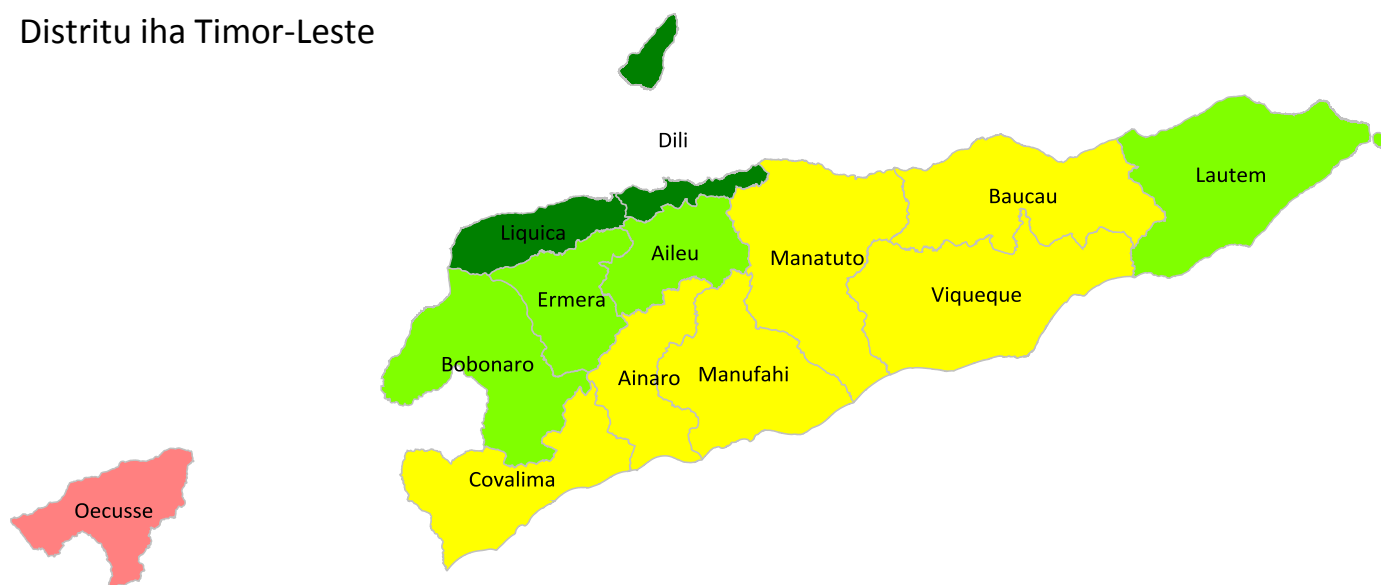 Distritu iha Timor-Leste
Dili
Lautem
Baucau
Liquica
Aileu
Manatuto
Viqueque
Ermera
Bobonaro
Ainaro
Manufahi
Covalima
Oecusse